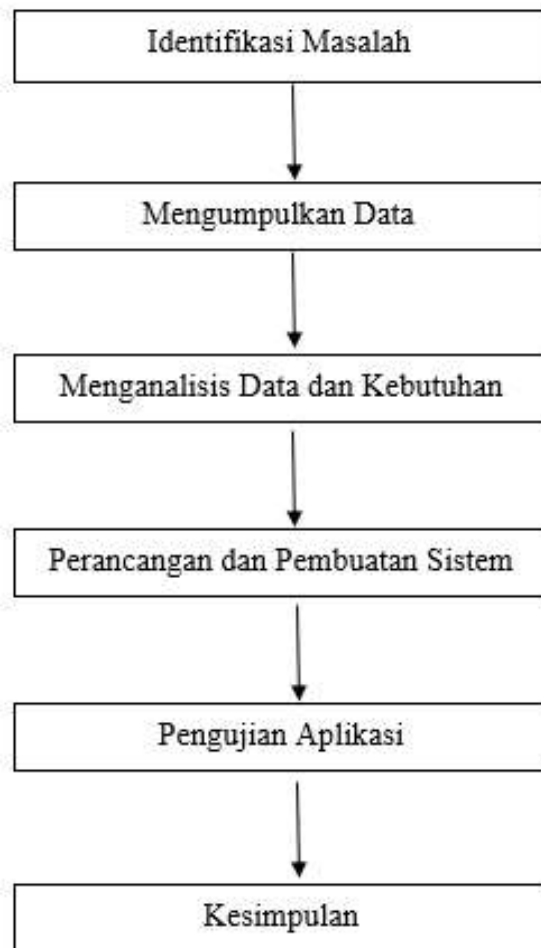 Identifikasi Masalah
Mengumpulkan Data
Menganalisis Data dan Kebutuhan
Perancangan dan Pembuatan Sistem
Pengujian Aplikasi
Kesimpulan